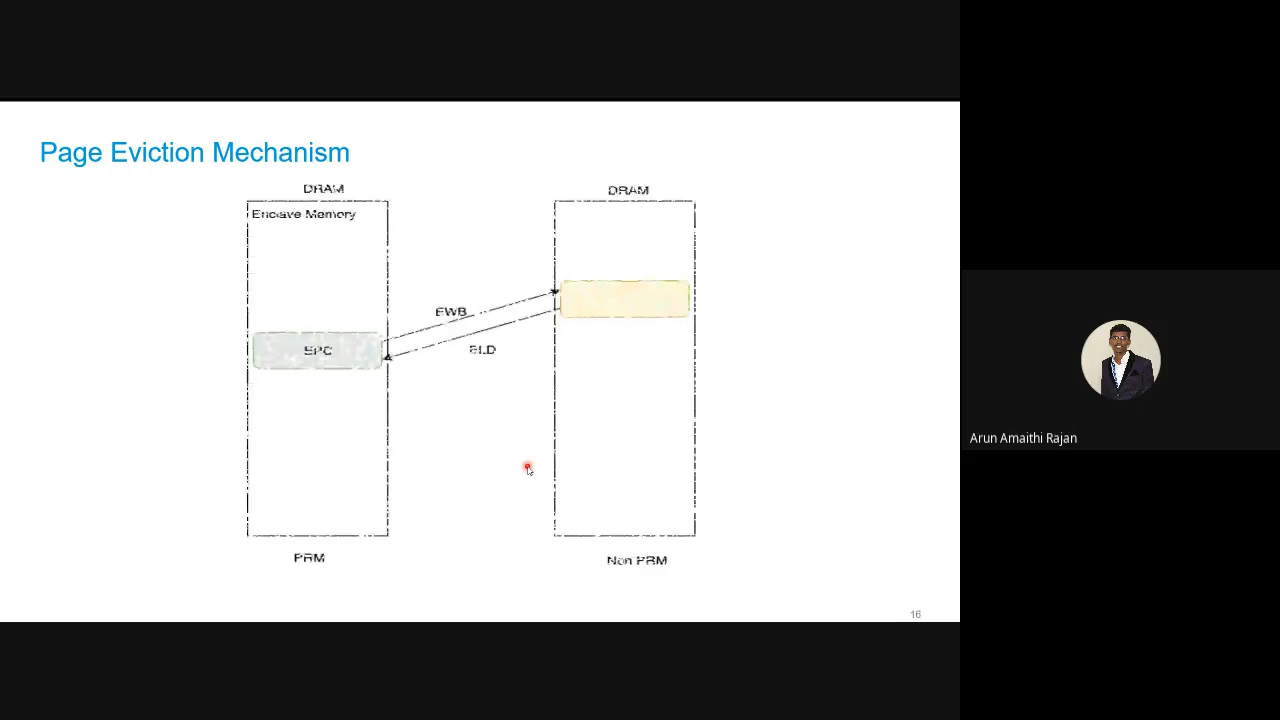 Page Eviction Mechanism
DRAM
DRAM
Enclave Memory
EWB
EPC
ELD
PRM
Non PRM
16
Arun Amaithi Rajan